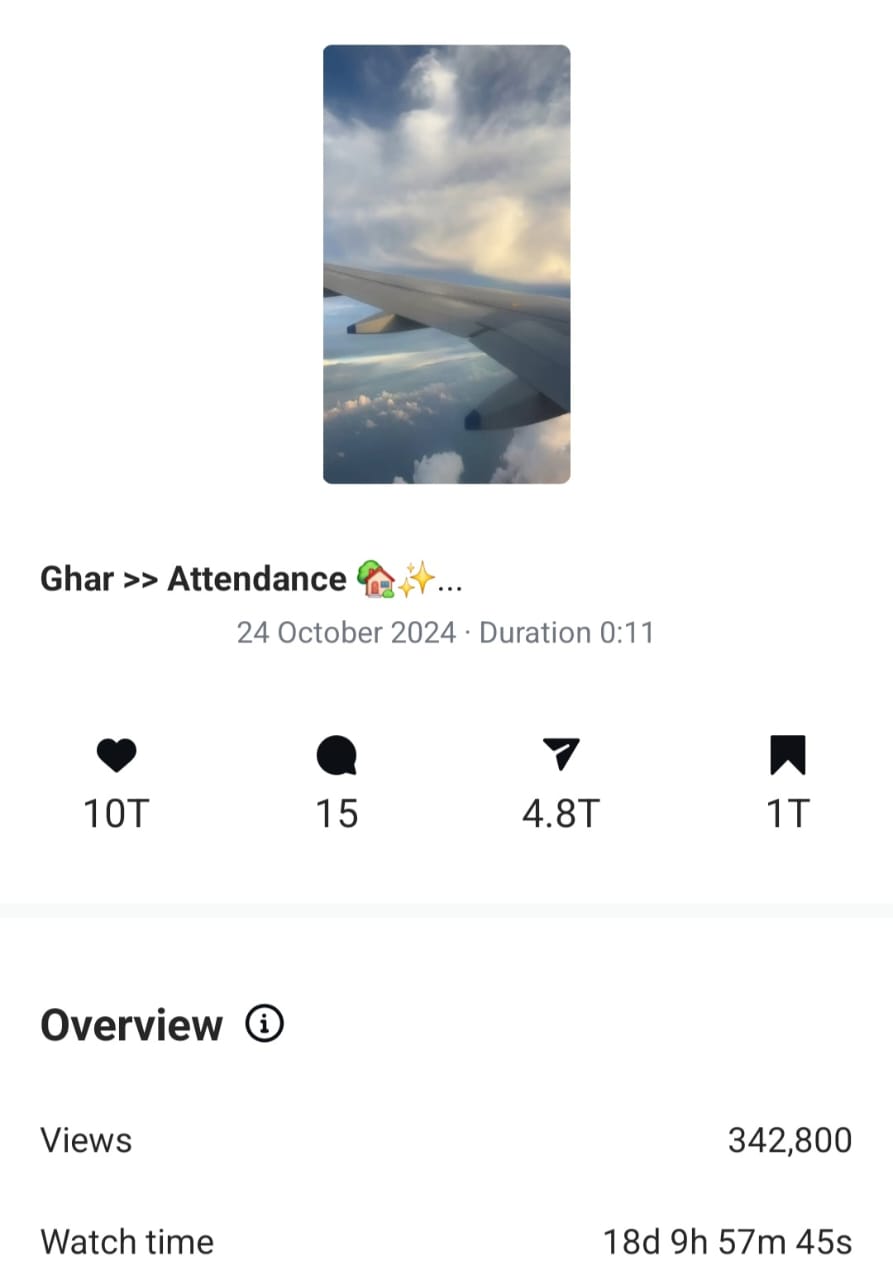 Ghar >> Attendance 🏡✨...
24 October 2024 · Duration 0:11
10T 15 4.8T 1T
Overview
Views 342,800
Watch time 18d 9h 57m 45s